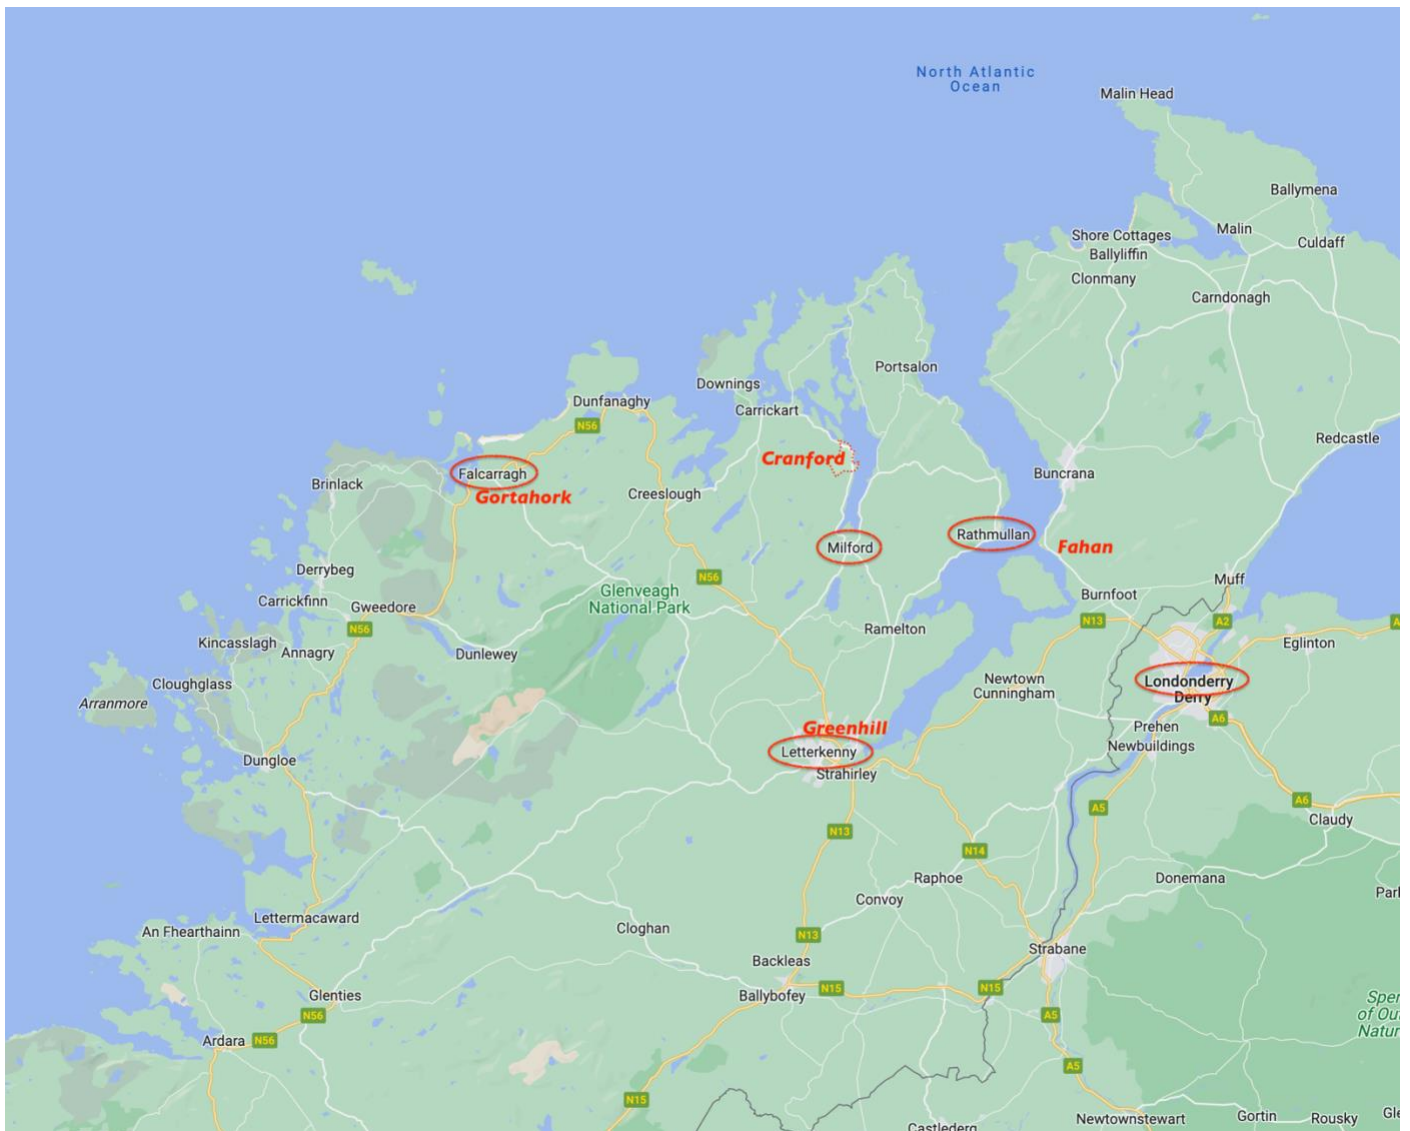 North Atlantic
Ocean
Malin Head
Ballymena
Malin
Shore Cottages
Culdaff
Ballyliffin
Clonmany
Carndonagh
Portsalon
Downings
Dunfanaghy
Carrickart
N56
Redcastle
Cranford
Falcarragh
Buncrana
Brinlack
Creeslough
Gortahork
Rathmullan
Milford
Fahan
Derrybeg
N56
Muff
Glenveagh
National Park
Carrickfinn
Gweedore
Burnfoot
N13
A2
N56
Ramelton
Kincasslagh
Eglinton
Annagry
Dunlewey
Newtown
Cunningham
Cloughglass
Londonderry
Derry
Arranmore
A6
Greenhill
Prehen
Newbuildings
Letterkenny
Dungloe
Strahirley
A6
A5
Claudy
N13
N14
Raphoe
Donemana
Convoy
Lettermacaward
Cloghan
An Fhearthainn
N13
Strabane
Backleas
Ballybofey
N15
N15
Glenties
N56
A5
Ardara
N56
A5
N15
Newtownstewart
Gortin
Rousky